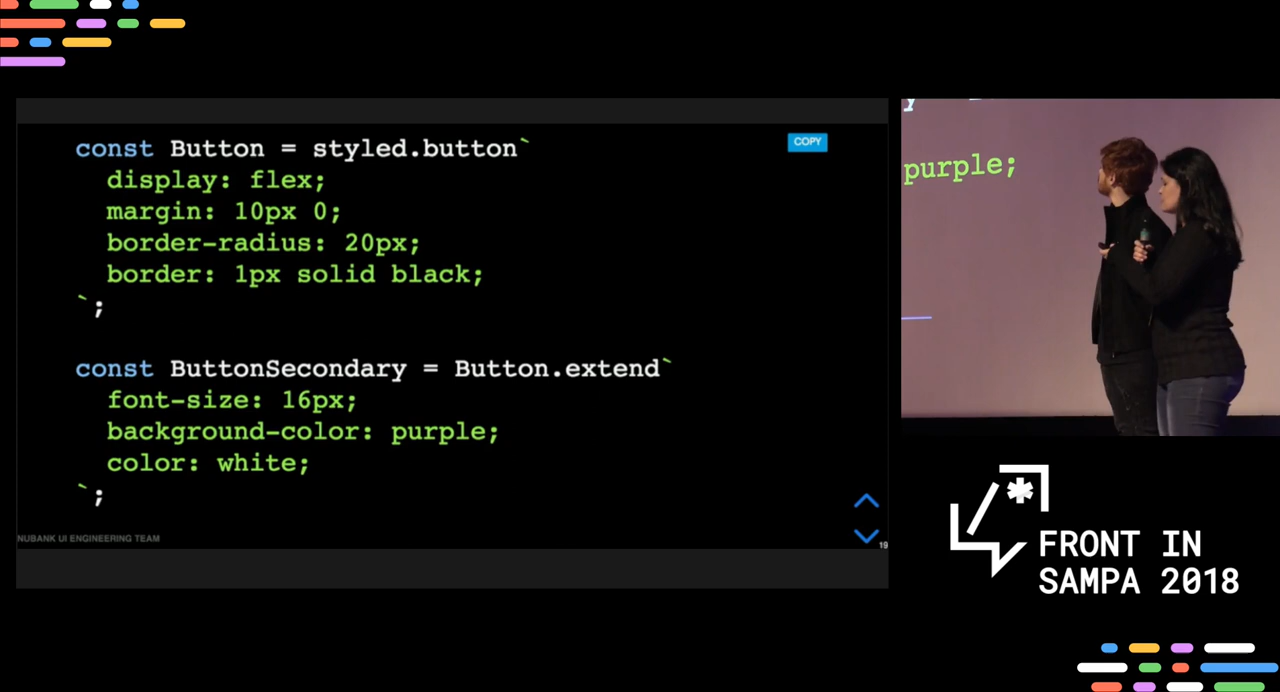 const Button = styled.button`
display: flex;
margin: 10px 0;
border-radius: 20px;
border: 1px solid black;
`;
const ButtonSecondary = Button.extend`
font-size: 16px;
background-color: purple;
color: white;
`;
COPY
NUBANK UI ENGINEERING TEAM
19
purple;
FRONT IN
SAMPA 2018